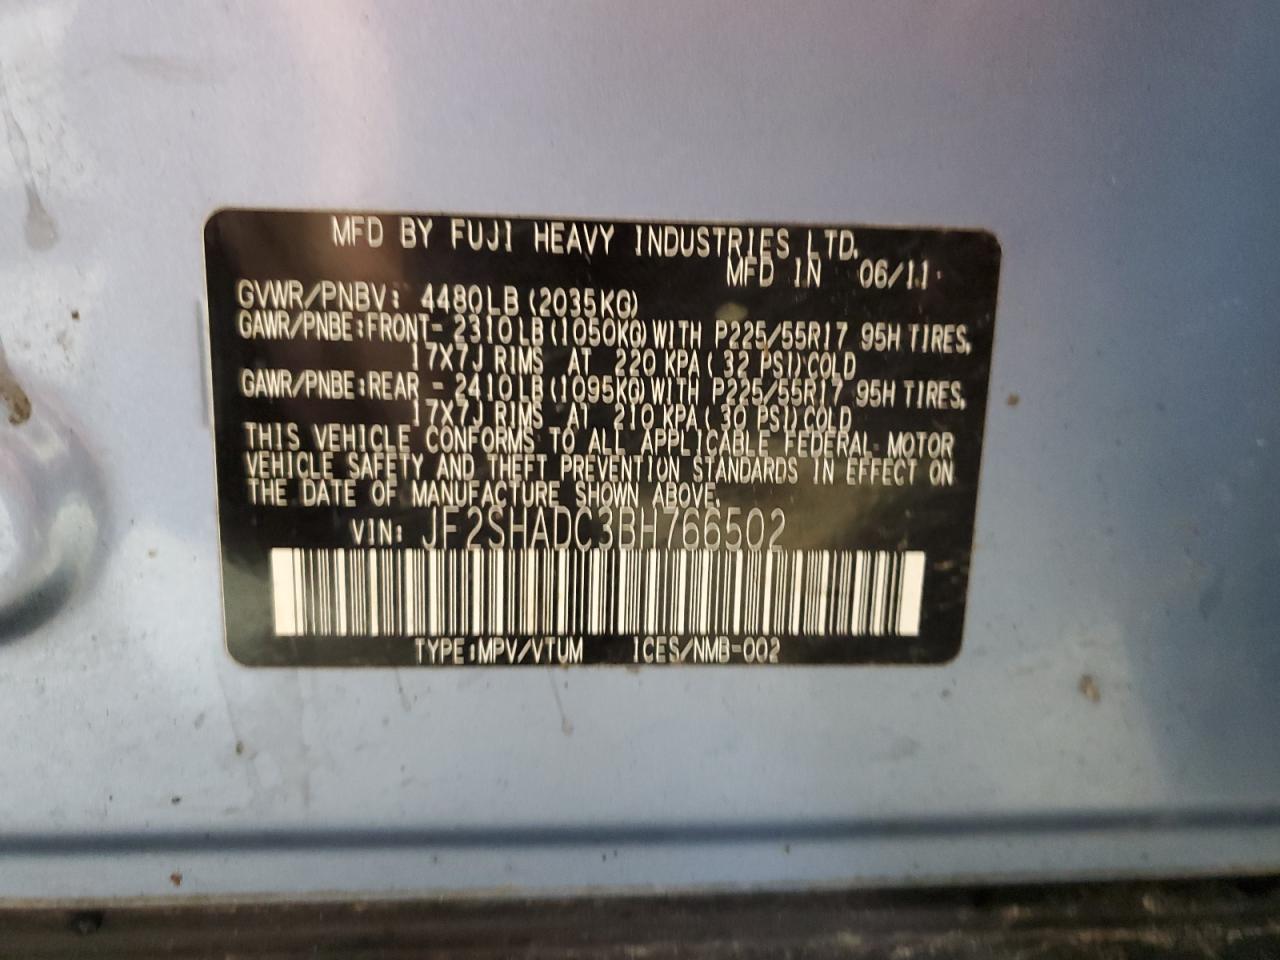 MFD BY FUJI HEAVY INDUSTRIES LTD.
MFD IN 06/11
GVWR/PNBV: 4480LB (2035KG)
GAWR/PNBE:FRONT- 2310LB(1050KG)WITH P225/55R17 95H TIRES,
17X7J RIMS AT 220 KPA( 32 PSI)COLD
GAWR/PNBE:REAR - 2410LB(1095KG)WITH P225/55R17 95H TIRES,
17X7J RIMS AT 210 KPA( 30 PSI)COLD
THIS VEHICLE CONFORMS TO ALL APPLICABLE FEDERAL MOTOR
VEHICLE SAFETY AND THEFT PREVENTION STANDARDS IN EFFECT ON
THE DATE OF MANUFACTURE SHOWN ABOVE.
VIN: JF2SHADC3BH766502
TYPE:MPV/VTUM ICES/NMB-002